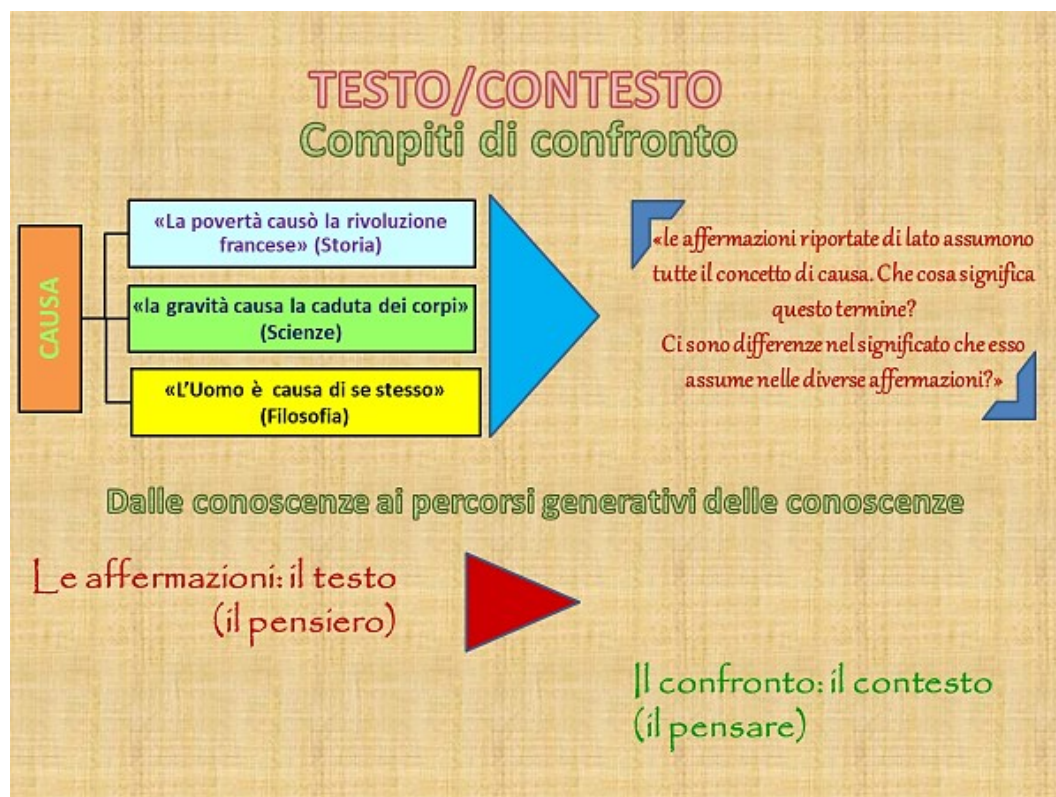 TESTO/CONTESTO
Compiti di confronto
CAUSA
«La povertà causò la rivoluzione
francese» (Storia)
«la gravità causa la caduta dei corpi»
(Scienze)
«L'Uomo è causa di se stesso»
(Filosofia)
«le affermazioni riportate di lato assumono
tutte il concetto di causa. Che cosa significa
questo termine?
Ci sono differenze nel significato che esso
assume nelle diverse affermazioni?»
Dalle conoscenze ai percorsi generativi delle conoscenze
Le affermazioni: il testo
(il pensiero)
Il confronto: il contesto
(il pensare)